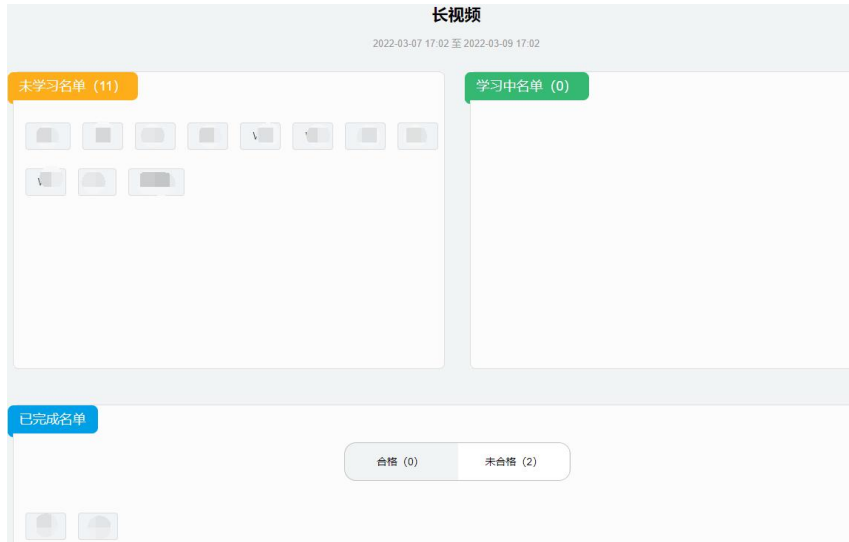 长视频
2022-03-07 17:02 至 2022-03-09 17:02
未学习名单（11）
学习中名单（0）
已完成名单
合格（0）
未合格（2）